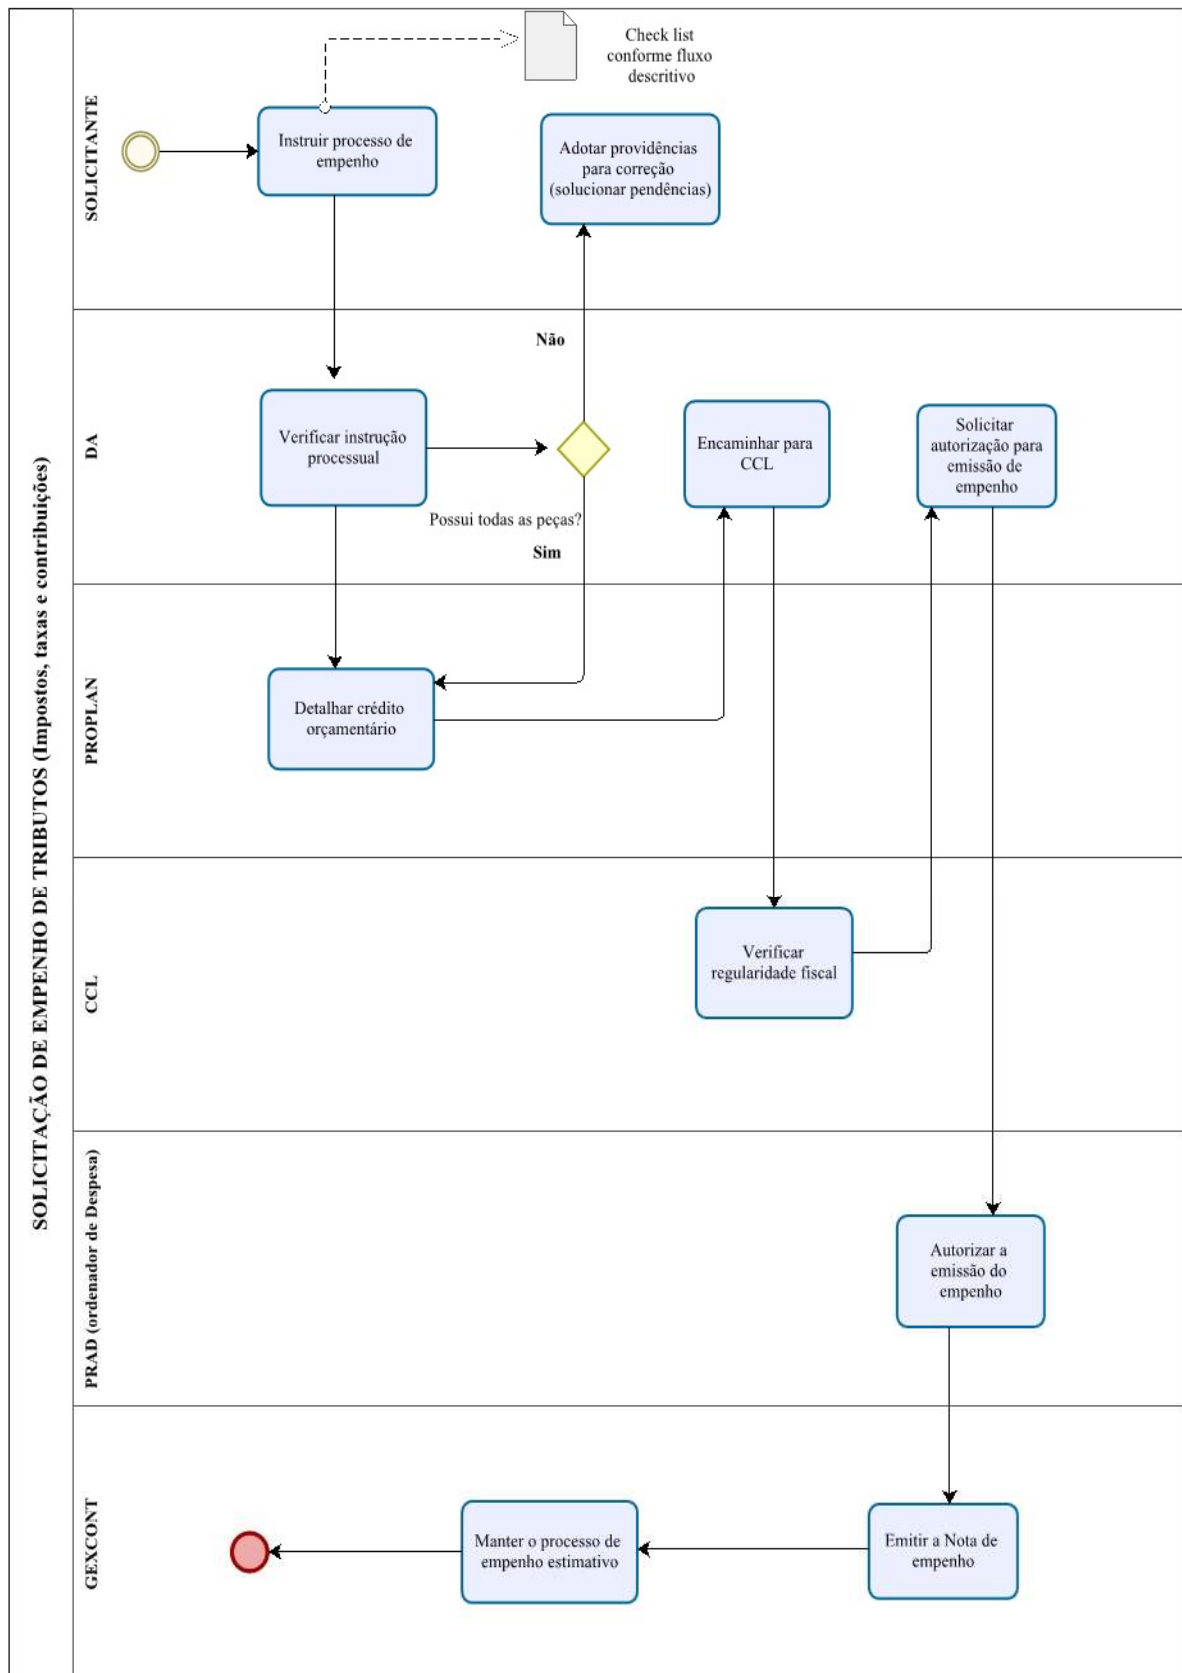 SOLICITAÇÃO DE EMPENHO DE TRIBUTOS (Impostos, taxas e contribuições)
SOLICITANTE
Check list
conforme fluxo
descritivo
Instruir processo de
empenho
Adotar providências
para correção
(solucionar pendências)
DA
Não
Verificar instrução
processual
Possui todas as peças?
Sim
Encaminhar para
CCL
Solicitar
autorização para
emissão de
empenho
PROPLAN
Detalhar crédito
orçamentário
CCL
Verificar
regularidade fiscal
PRAD (ordenador de Despesa)
Autorizar a
emissão do
empenho
GEXCONT
Manter o processo de
empenho estimativo
Emitir a Nota de
empenho